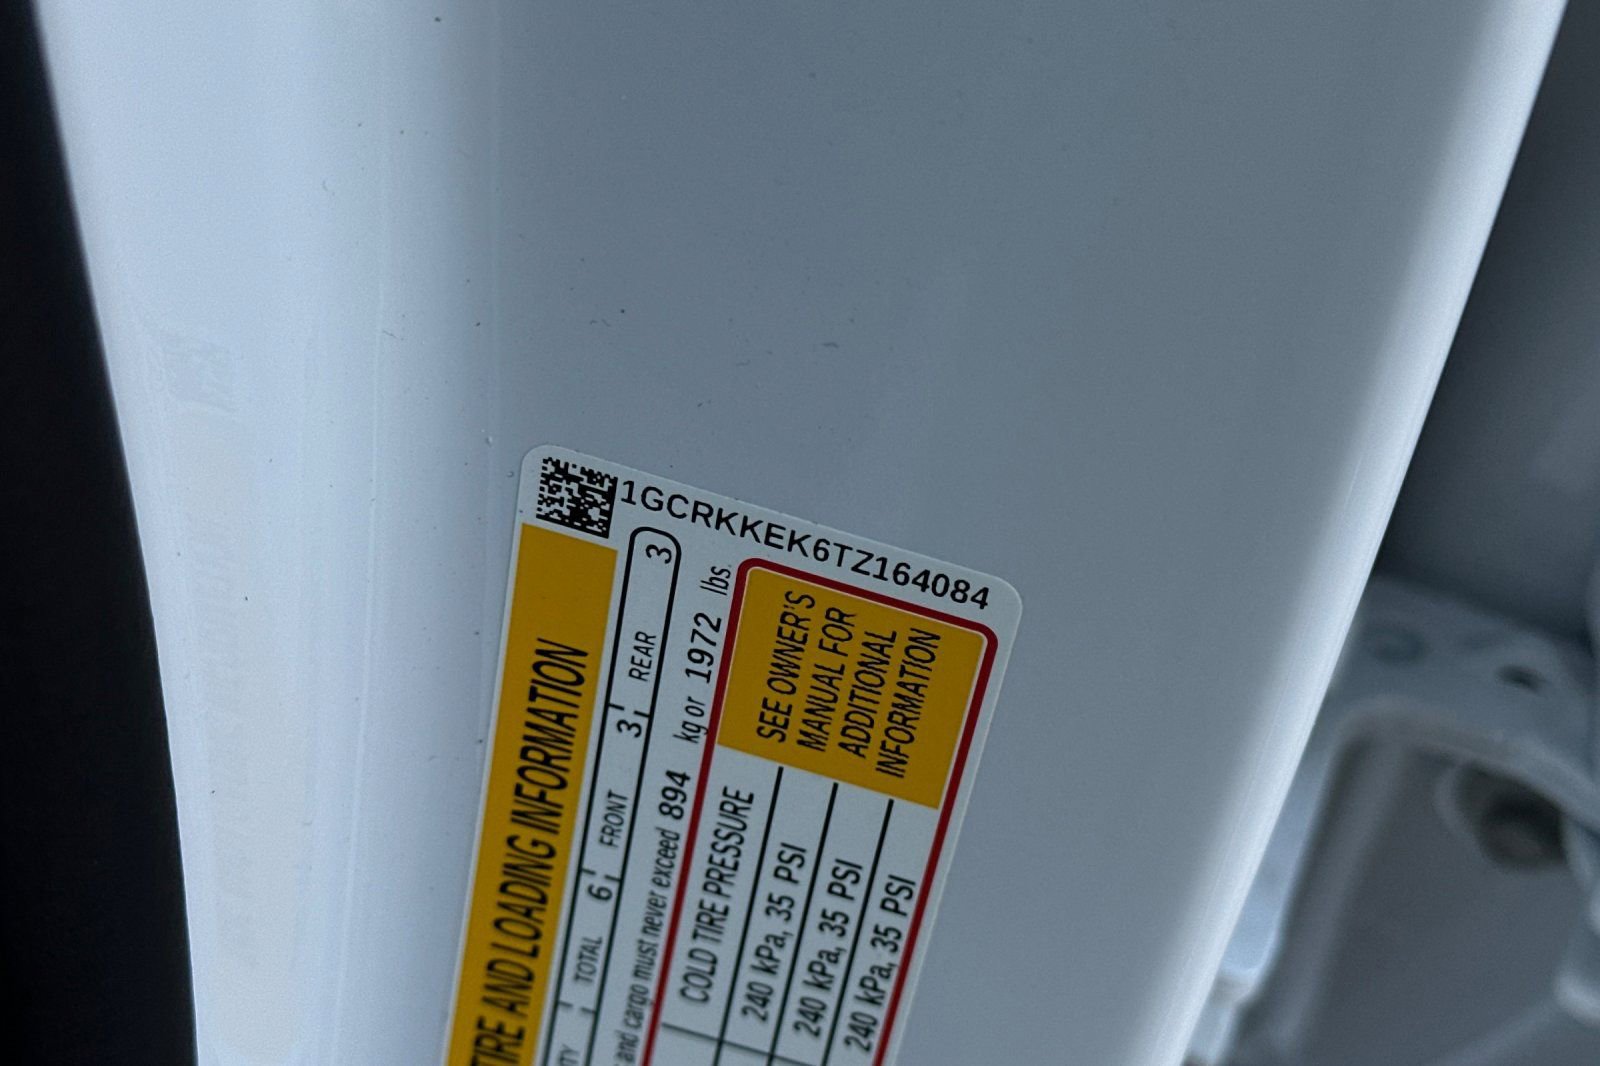 1GCRKKEK6TZ164084
TIRE AND LOADING INFORMATION
TOTAL 6 FRONT 3 REAR 3
and cargo must never exceed 894 kg or 1972 lbs.
COLD TIRE PRESSURE
240 kPa, 35 PSI
240 kPa, 35 PSI
240 kPa, 35 PSI
SEE OWNER'S
MANUAL FOR
ADDITIONAL
INFORMATION